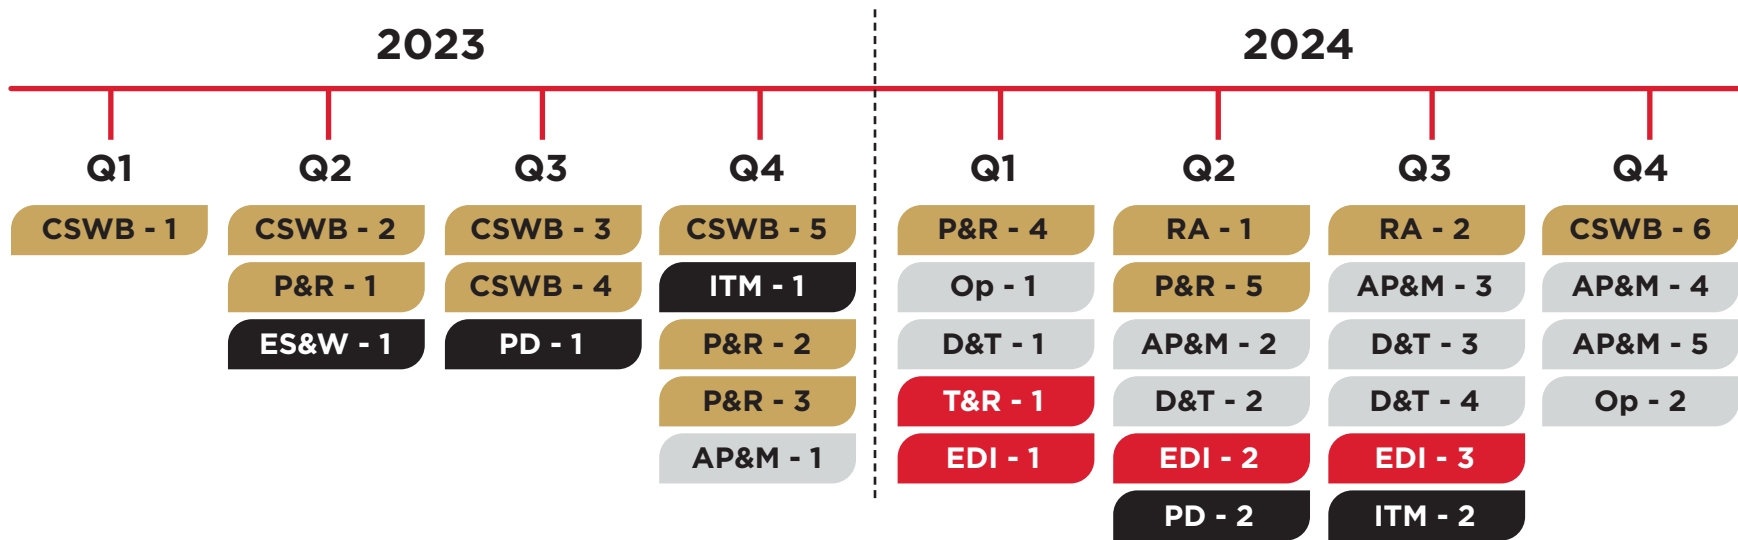 2023
2024
Q1
Q2
Q3
Q4
Q1
Q2
Q3
Q4
CSWB - 1
CSWB - 2
P&R - 1
ES&W - 1
CSWB - 3
CSWB - 4
PD - 1
CSWB - 5
ITM - 1
P&R - 2
P&R - 3
AP&M - 1
P&R - 4
Op - 1
D&T - 1
T&R - 1
EDI - 1
RA - 1
P&R - 5
AP&M - 2
D&T - 2
EDI - 2
PD - 2
RA - 2
AP&M - 3
D&T - 3
D&T - 4
EDI - 3
ITM - 2
CSWB - 6
AP&M - 4
AP&M - 5
Op - 2